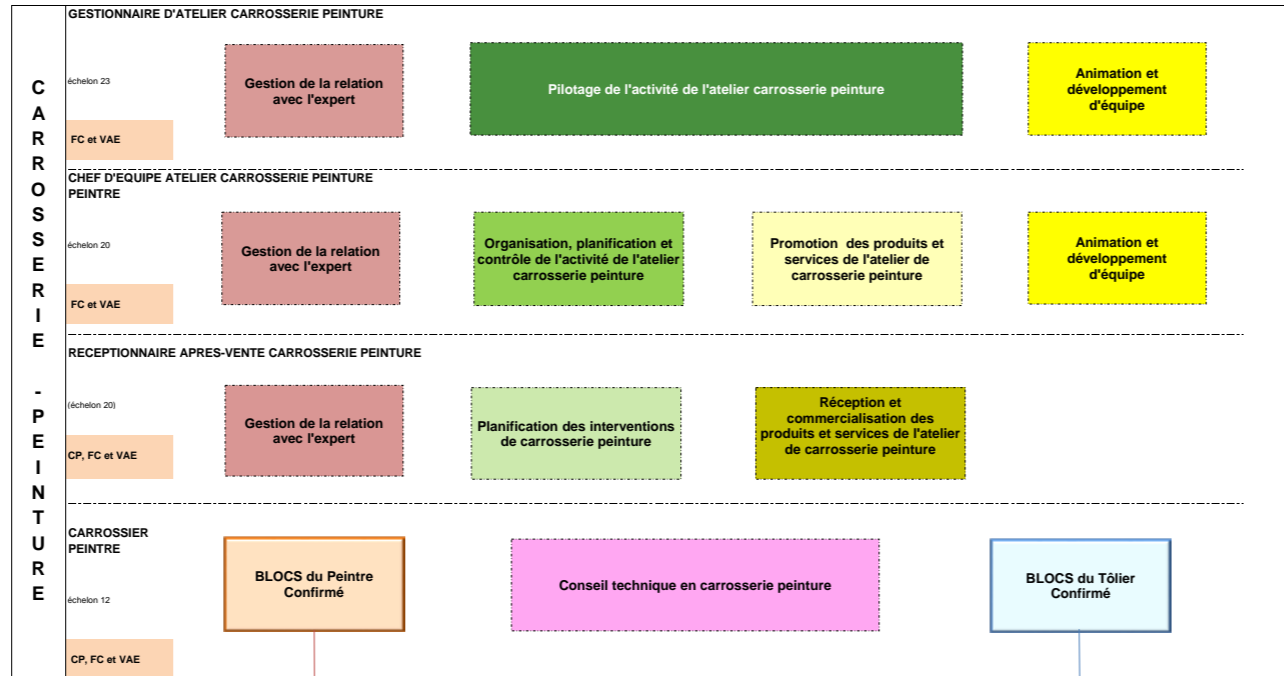 CARROSSERIE - PEINTURE
GESTIONNAIRE D'ATELIER CARROSSERIE PEINTURE
échelon 23
FC et VAE
Gestion de la relation
avec l'expert
Pilotage de l'activité de l'atelier carrosserie peinture
Animation et
développement
d'équipe
CHEF D'EQUIPE ATELIER CARROSSERIE PEINTURE
PEINTRE
échelon 20
FC et VAE
Gestion de la relation
avec l'expert
Organisation, planification et
contrôle de l'activité de l'atelier
carrosserie peinture
Promotion des produits et
services de l'atelier de
carrosserie peinture
Animation et
développement
d'équipe
RECEPTIONNAIRE APRES-VENTE CARROSSERIE PEINTURE
(échelon 20)
CP, FC et VAE
Gestion de la relation
avec l'expert
Planification des interventions
de carrosserie peinture
Réception et
commercialisation des
produits et services de l'atelier
de carrosserie peinture
CARROSSIER
PEINTRE
échelon 12
CP, FC et VAE
BLOCS du Peintre
Confirmé
Conseil technique en carrosserie peinture
BLOCS du Tôlier
Confirmé